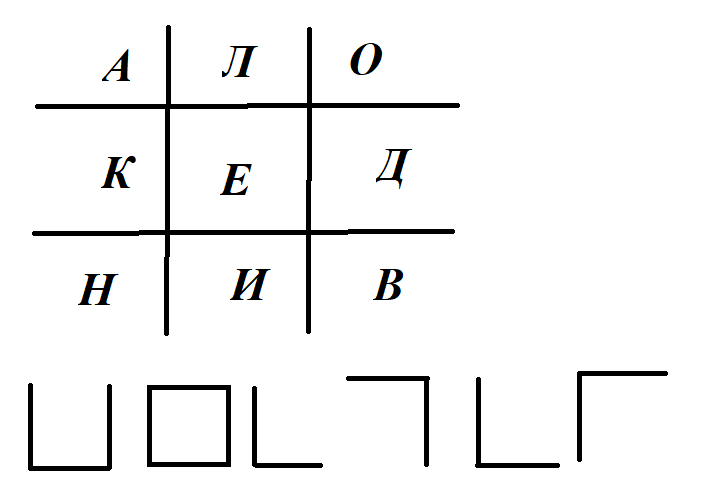 А Л О
К Е Д
Н И В